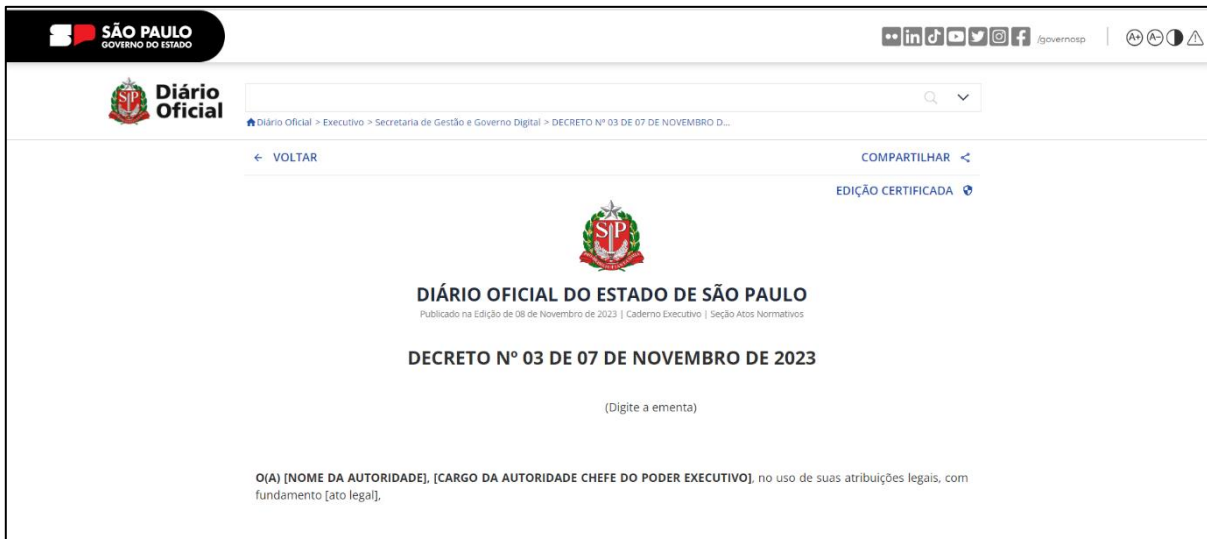 SÃO PAULO
GOVERNO DO ESTADO
/governosp
A+ A-
Diário
Oficial
Diário Oficial > Executivo > Secretaria de Gestão e Governo Digital > DECRETO Nº 03 DE 07 DE NOVEMBRO D...
← VOLTAR
COMPARTILHAR
EDIÇÃO CERTIFICADA
DIÁRIO OFICIAL DO ESTADO DE SÃO PAULO
Publicado na Edição de 08 de Novembro de 2023 | Caderno Executivo | Seção Atos Normativos
DECRETO Nº 03 DE 07 DE NOVEMBRO DE 2023
(Digite a ementa)
O(A) [NOME DA AUTORIDADE], [CARGO DA AUTORIDADE CHEFE DO PODER EXECUTIVO], no uso de suas atribuições legais, com
fundamento [ato legal],